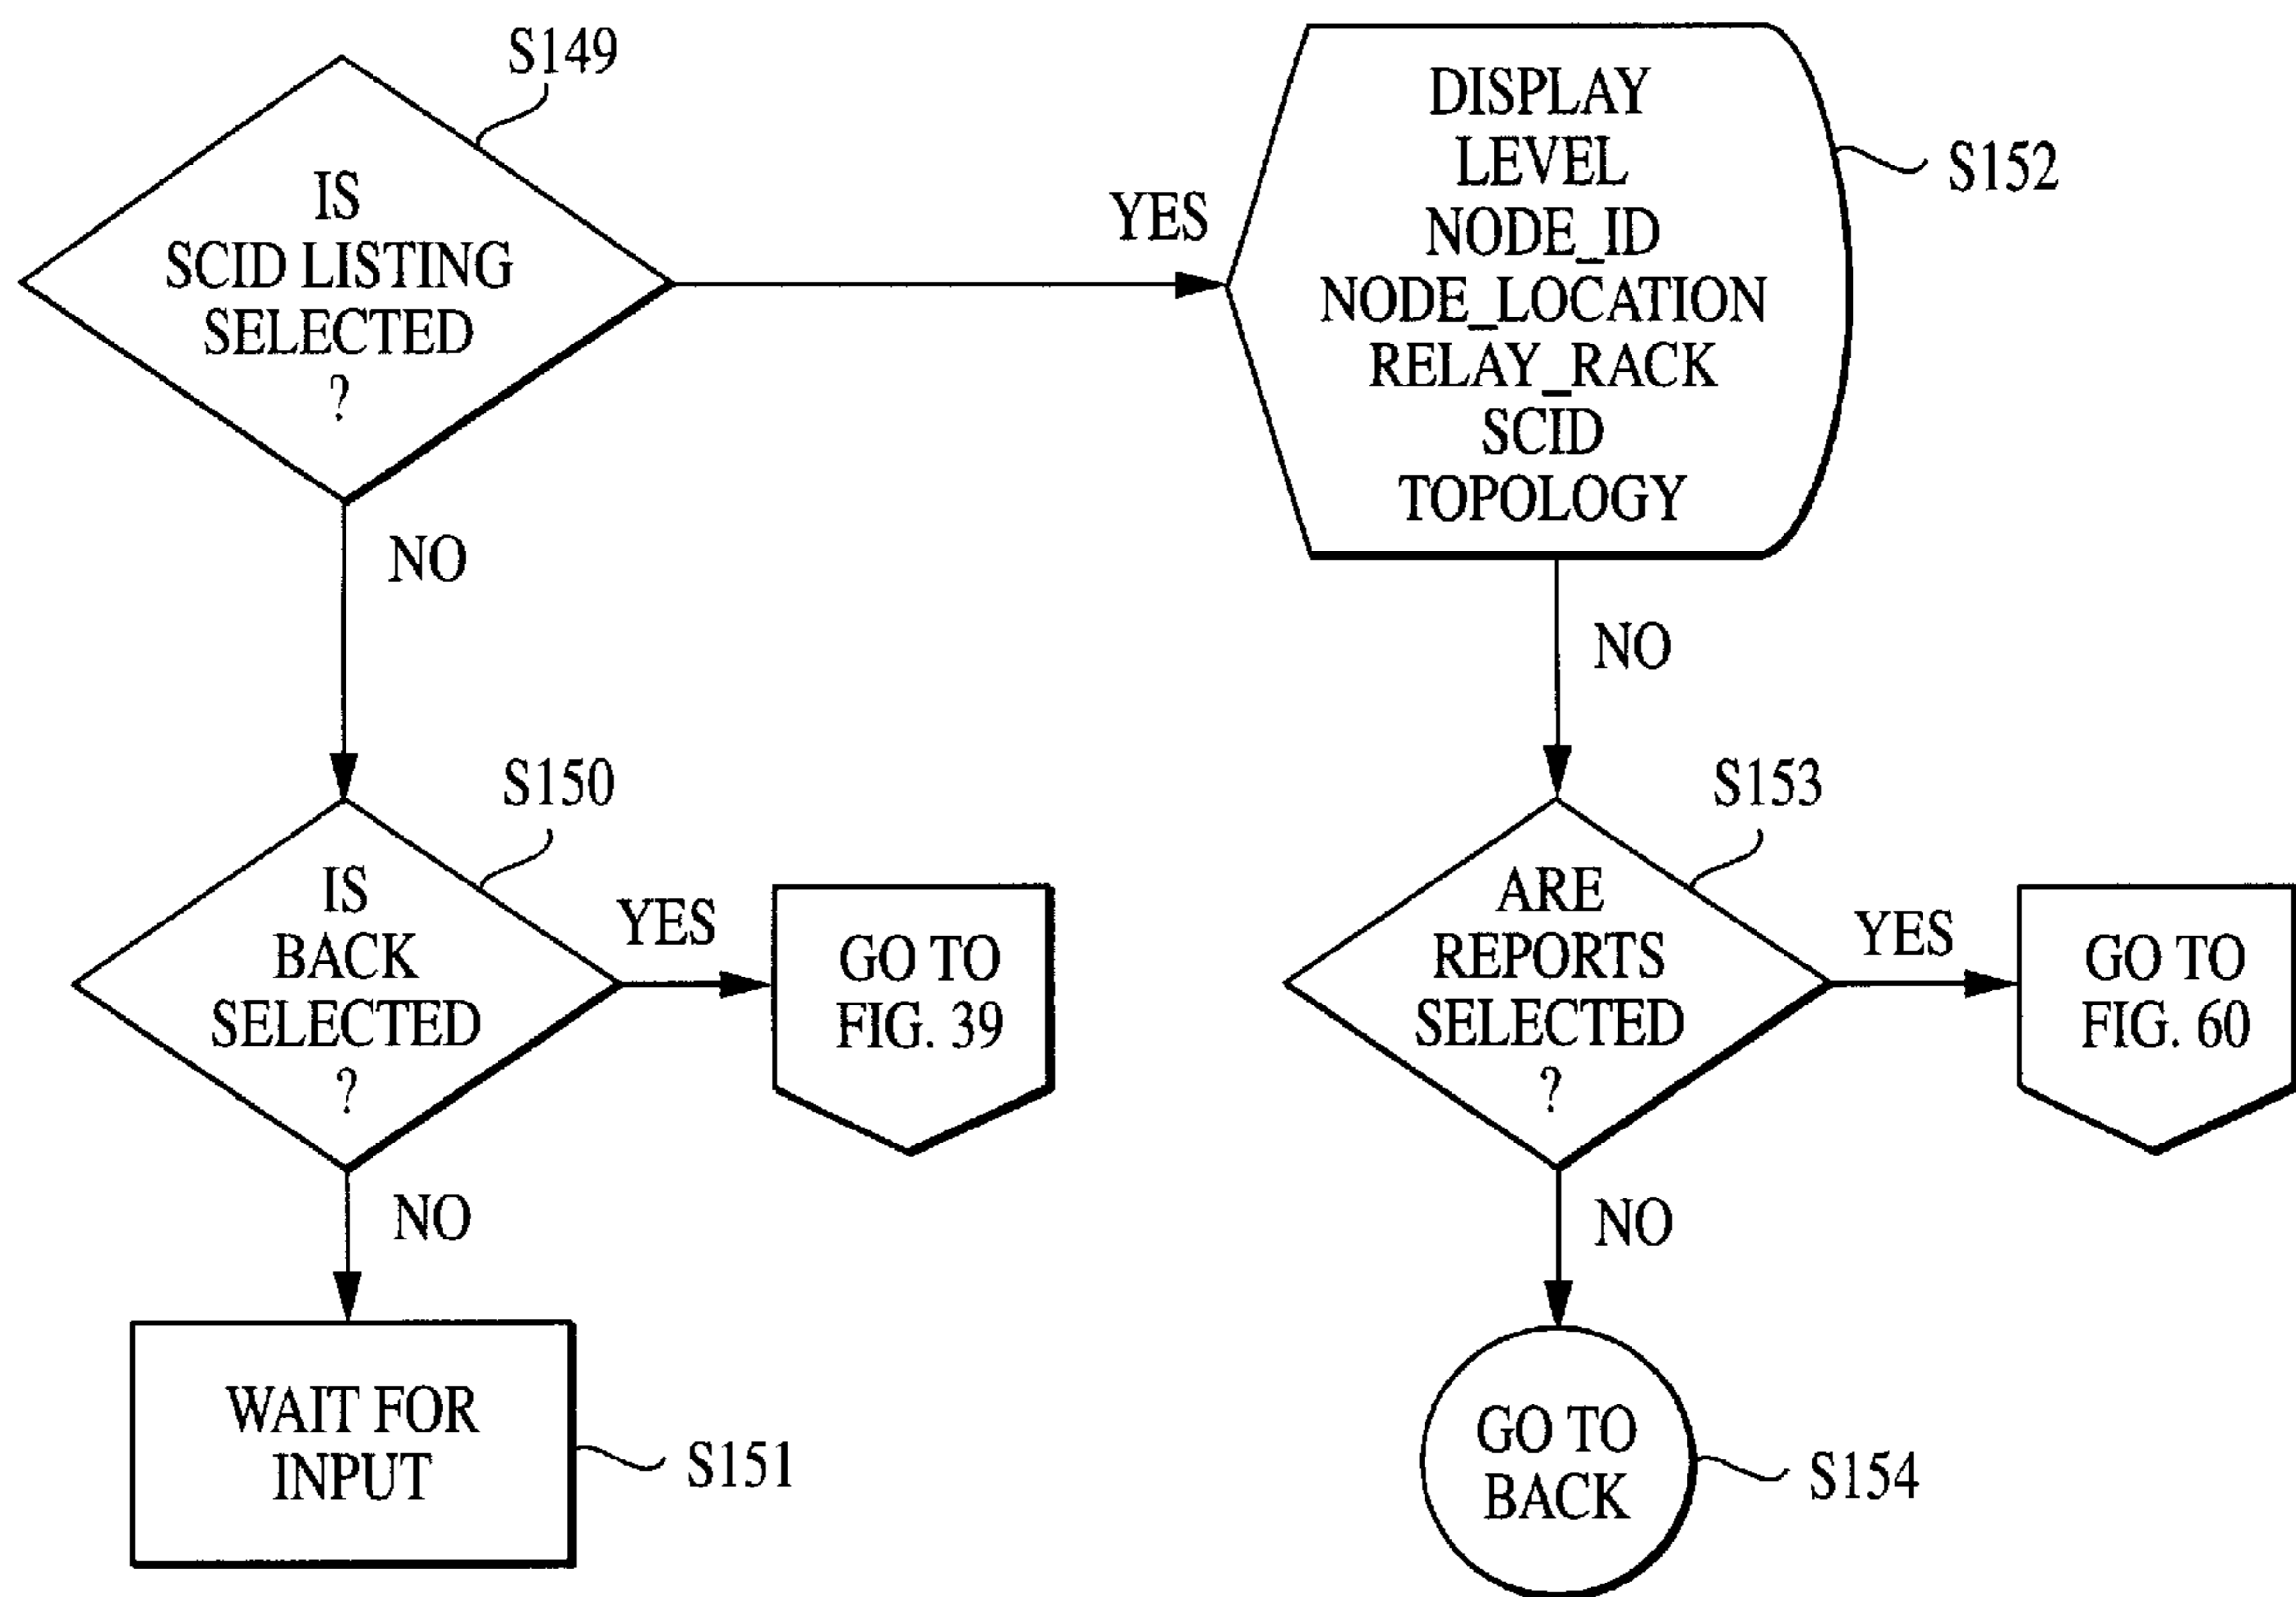 S149
IS
SCID LISTING
SELECTED
?
YES
DISPLAY
LEVEL
NODE_ID
NODE_LOCATION
RELAY_RACK
SCID
TOPOLOGY
S152
NO
NO
S150
IS
BACK
SELECTED
?
YES
GO TO
FIG. 39
S153
ARE
REPORTS
SELECTED
?
YES
GO TO
FIG. 60
NO
NO
WAIT FOR
INPUT
S151
GO TO
BACK
S154